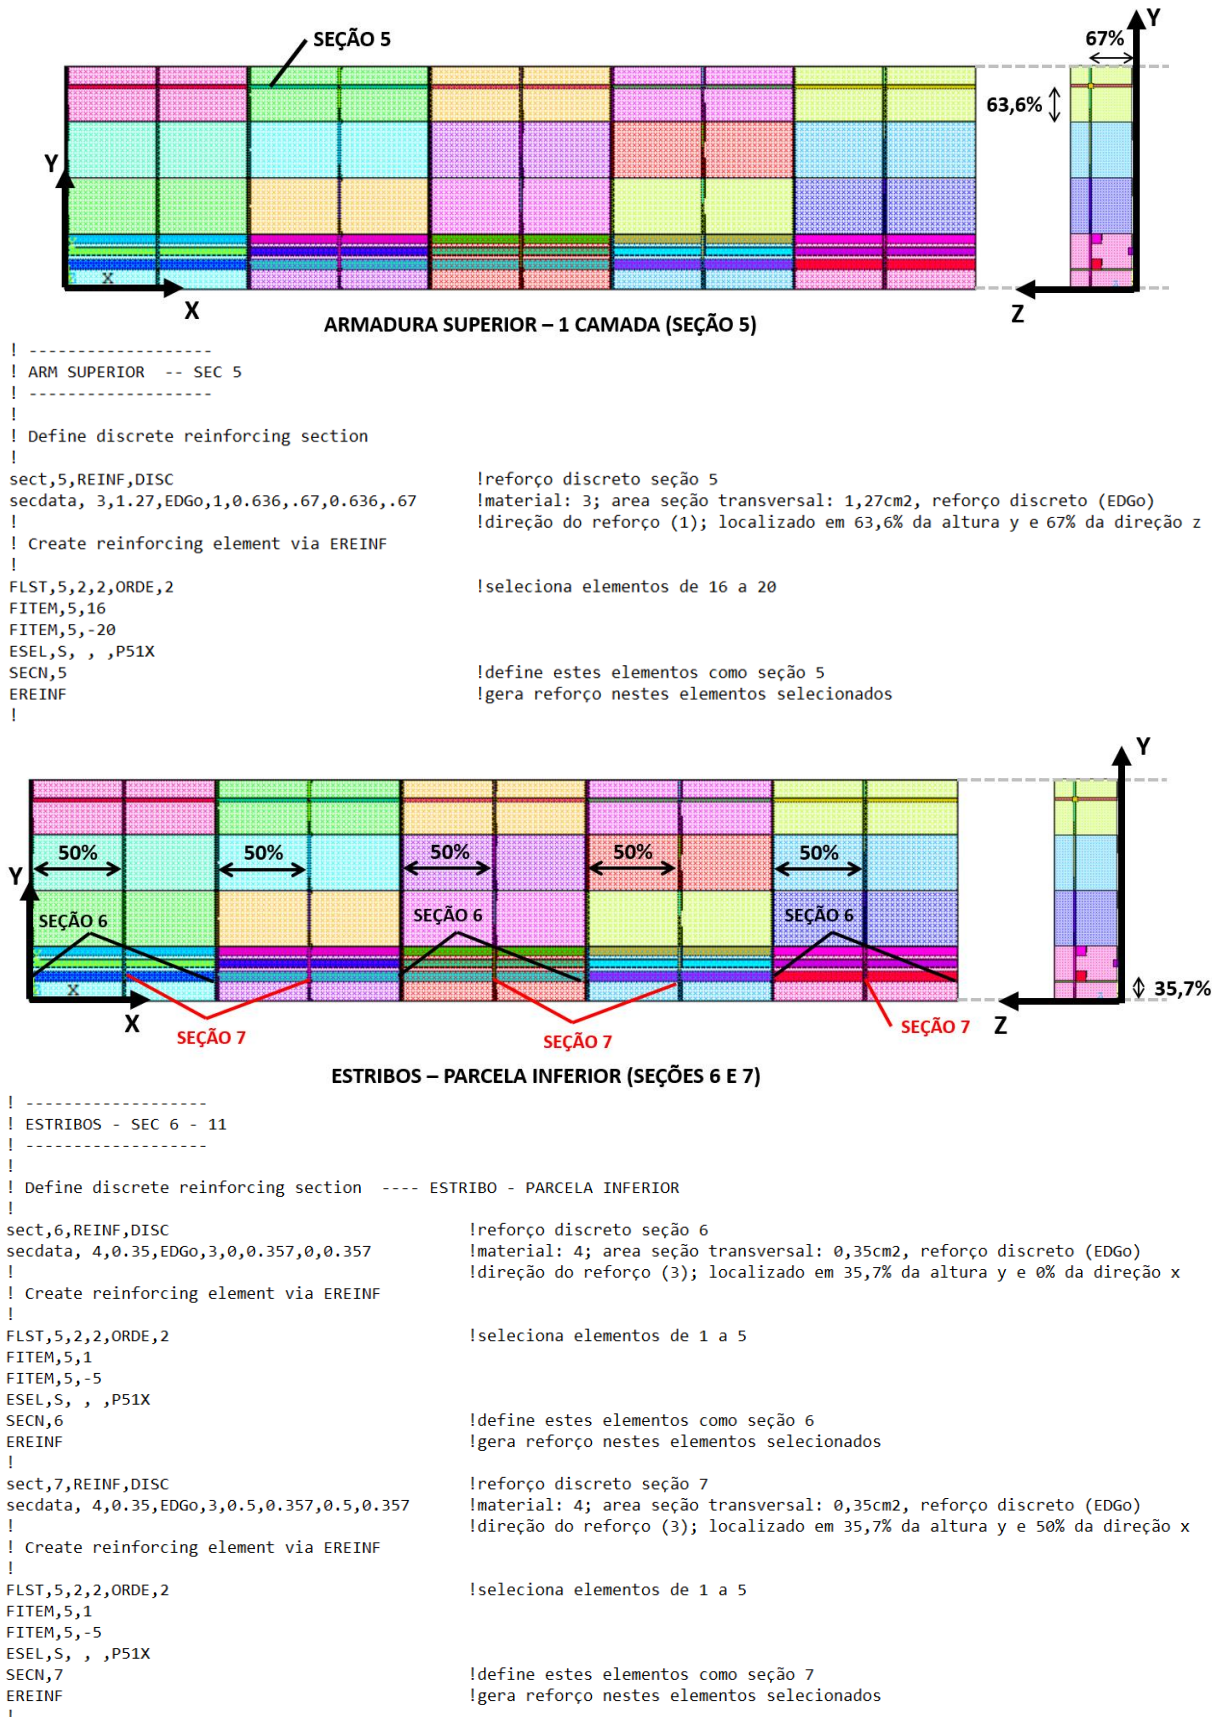 SEÇÃO 5
Y
67%
63,6%
Y
X
X
Z
ARMADURA SUPERIOR – 1 CAMADA (SEÇÃO 5)
! -------------------
! ARM SUPERIOR  -- SEC 5
! -------------------
!
! Define discrete reinforcing section
!
sect,5,REINF,DISC !reforço discreto seção 5
secdata, 3,1.27,EDGo,1,0.636,.67,0.636,.67 !material: 3; area seção transversal: 1,27cm2, reforço discreto (EDGo)
! !direção do reforço (1); localizado em 63,6% da altura y e 67% da direção z
! Create reinforcing element via EREINF
!
FLST,5,2,2,ORDE,2 !seleciona elementos de 16 a 20
FITEM,5,16
FITEM,5,-20
ESEL,S, , ,P51X
SECN,5 !define estes elementos como seção 5
EREINF !gera reforço nestes elementos selecionados
!
Y
50% 50% 50% 50% 50%
Y
SEÇÃO 6 SEÇÃO 6 SEÇÃO 6
X
35,7%
X
SEÇÃO 7 SEÇÃO 7 SEÇÃO 7
Z
ESTRIBOS – PARCELA INFERIOR (SEÇÕES 6 E 7)
! -------------------
! ESTRIBOS - SEC 6 - 11
! -------------------
!
! Define discrete reinforcing section  ---- ESTRIBO - PARCELA INFERIOR
!
sect,6,REINF,DISC !reforço discreto seção 6
secdata, 4,0.35,EDGo,3,0,0.357,0,0.357 !material: 4; area seção transversal: 0,35cm2, reforço discreto (EDGo)
! !direção do reforço (3); localizado em 35,7% da altura y e 0% da direção x
! Create reinforcing element via EREINF
!
FLST,5,2,2,ORDE,2 !seleciona elementos de 1 a 5
FITEM,5,1
FITEM,5,-5
ESEL,S, , ,P51X
SECN,6 !define estes elementos como seção 6
EREINF !gera reforço nestes elementos selecionados
!
sect,7,REINF,DISC !reforço discreto seção 7
secdata, 4,0.35,EDGo,3,0.5,0.357,0.5,0.357 !material: 4; area seção transversal: 0,35cm2, reforço discreto (EDGo)
! !direção do reforço (3); localizado em 35,7% da altura y e 50% da direção x
! Create reinforcing element via EREINF
!
FLST,5,2,2,ORDE,2 !seleciona elementos de 1 a 5
FITEM,5,1
FITEM,5,-5
ESEL,S, , ,P51X
SECN,7 !define estes elementos como seção 7
EREINF !gera reforço nestes elementos selecionados
!